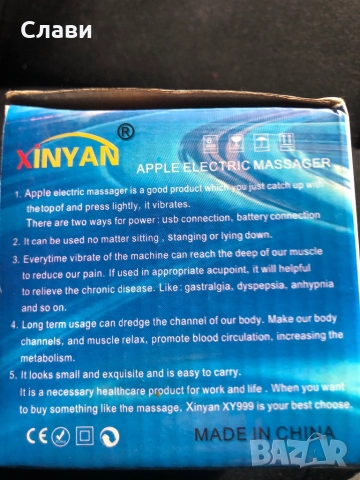 Слави
XINYAN®
APPLE ELECTRIC MASSAGER
1. Apple electric massager is a good product which you just catch up with
the topof and press lightly, it vibrates.
There are two ways for power: usb connection, battery connection
2. It can be used no matter sitting , stanging or lying down.
3. Everytime vibrate of the machine can reach the deep of our muscle
to reduce our pain. If used in appropriate acupoint, it will helpful
to relieve the chronic disease. Like: gastralgia, dyspepsia, anhypnia
and so on.
4. Long term usage can dredge the channel of our body. Make our body
channels, and muscle relax, promote blood circulation, increasing the
metabolism.
5. It looks small and exquisite and is easy to carry.
It is a necessary healthcare product for work and life . When you want
to buy something like the massage, Xinyan XY999 is your best choice.
CE
MADE IN CHINA
BAZAR